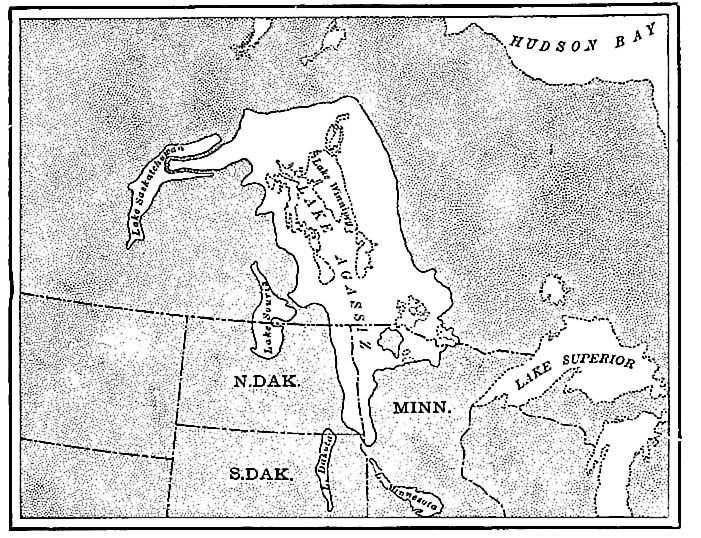 HUDSON BAY
Lake Saskatchewan
Lake Winnipeg
LAKE AGASSIZ
Lake Souris
LAKE SUPERIOR
N.DAK.
MINN.
S.DAK.
L. Dakota
L. Minnesota